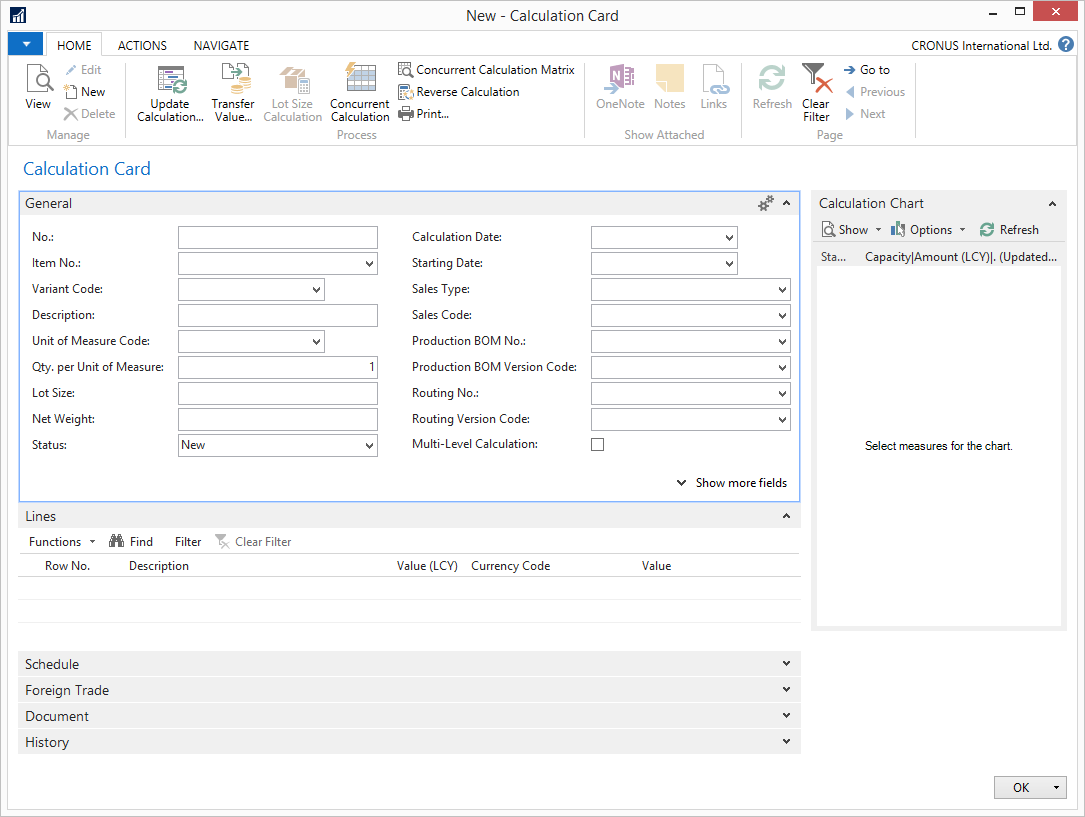 New - Calculation Card
HOME ACTIONS NAVIGATE CRONUS International Ltd. ?
View
Edit
New
Delete
Manage
Update Calculation...
Transfer Value...
Lot Size Calculation
Concurrent Calculation
Concurrent Calculation Matrix
Reverse Calculation
Print...
Process
OneNote
Notes
Links
Show Attached
Refresh
Clear Filter
Go to
Previous
Next
Page
Calculation Card
General
No.:
Item No.:
Variant Code:
Description:
Unit of Measure Code:
Qty. per Unit of Measure: 1
Lot Size:
Net Weight:
Status: New
Calculation Date:
Starting Date:
Sales Type:
Sales Code:
Production BOM No.:
Production BOM Version Code:
Routing No.:
Routing Version Code:
Multi-Level Calculation:
Show more fields
Lines
Functions Find Filter Clear Filter
Row No. Description Value (LCY) Currency Code Value
Schedule
Foreign Trade
Document
History
Calculation Chart
Show Options Refresh
Sta... Capacity|Amount (LCY)|. (Updated...
Select measures for the chart.
OK